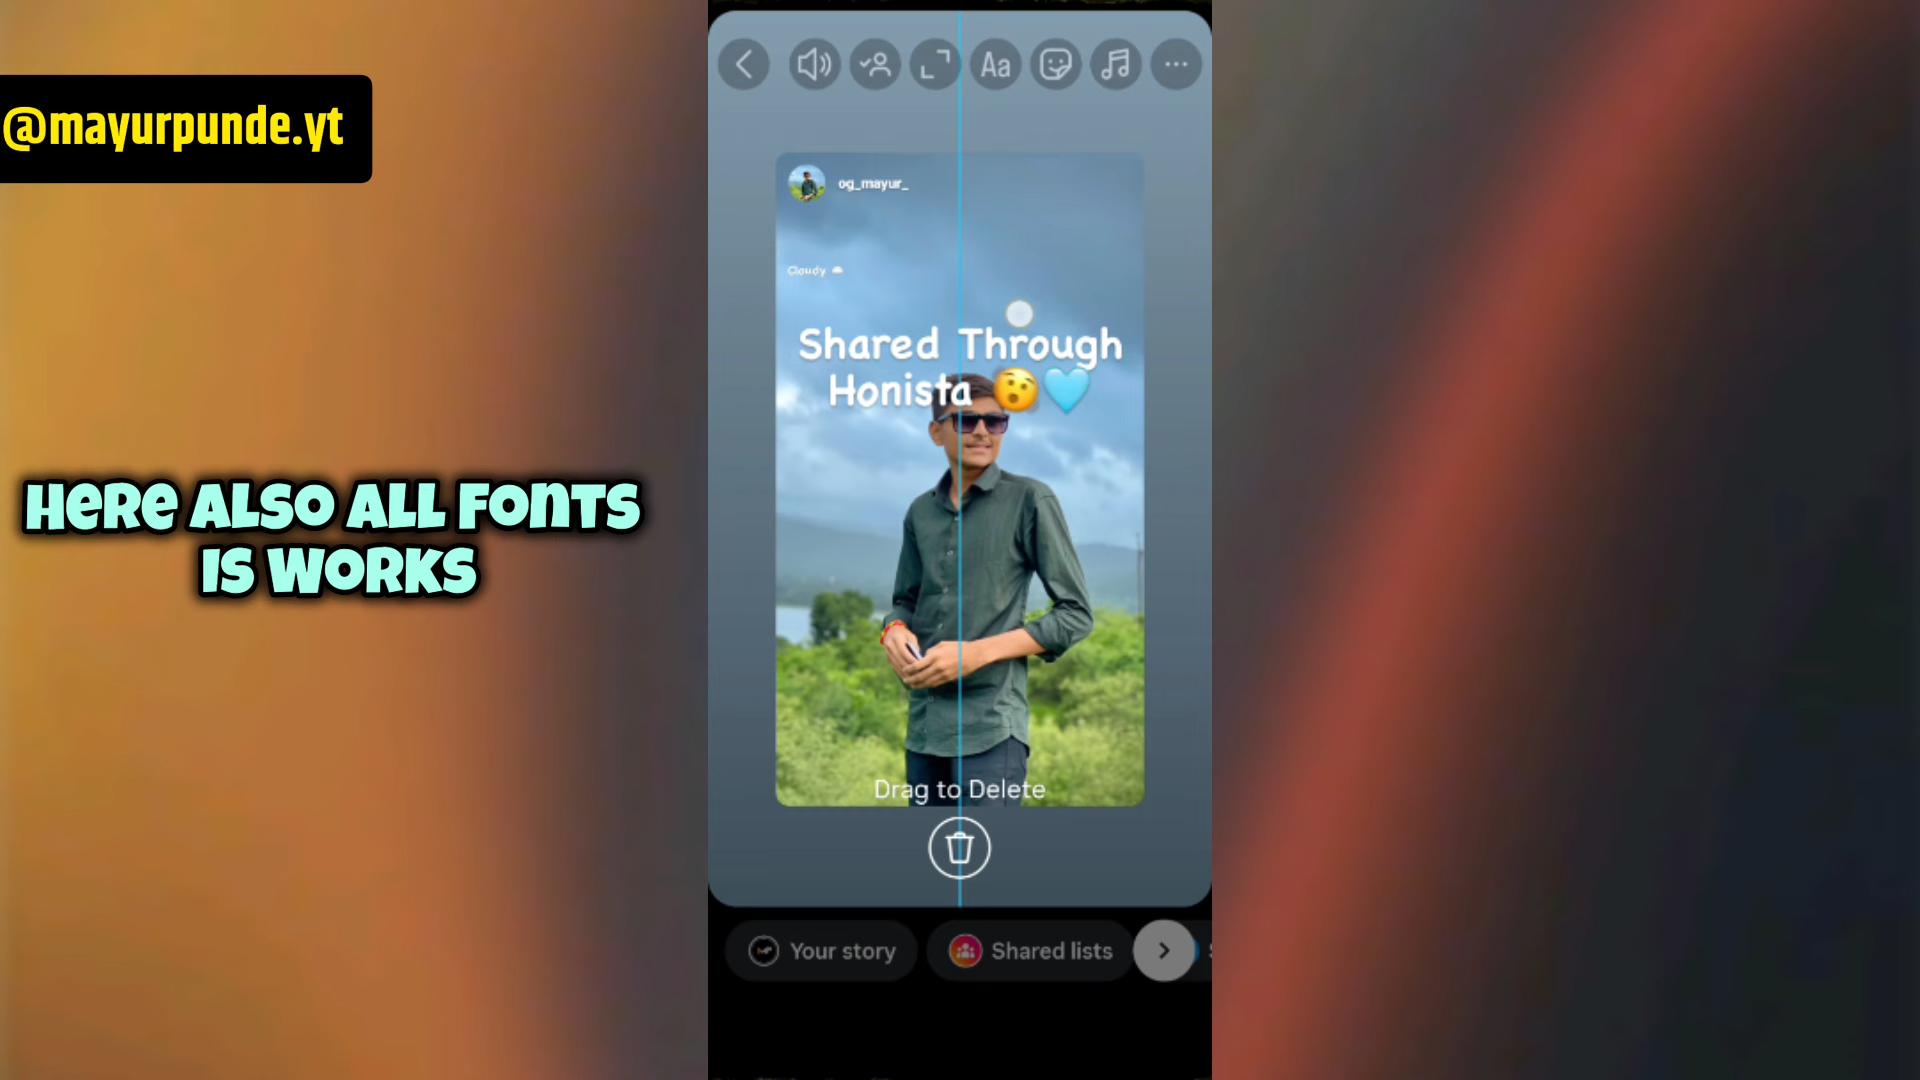 @mayurpunde.yt
Aa
og_mayur_
Cloudy ☁
Shared Through
Honista 😯🩵
HERE ALSO ALL FONTS
IS WORKS
Drag to Delete
Your story
Shared lists